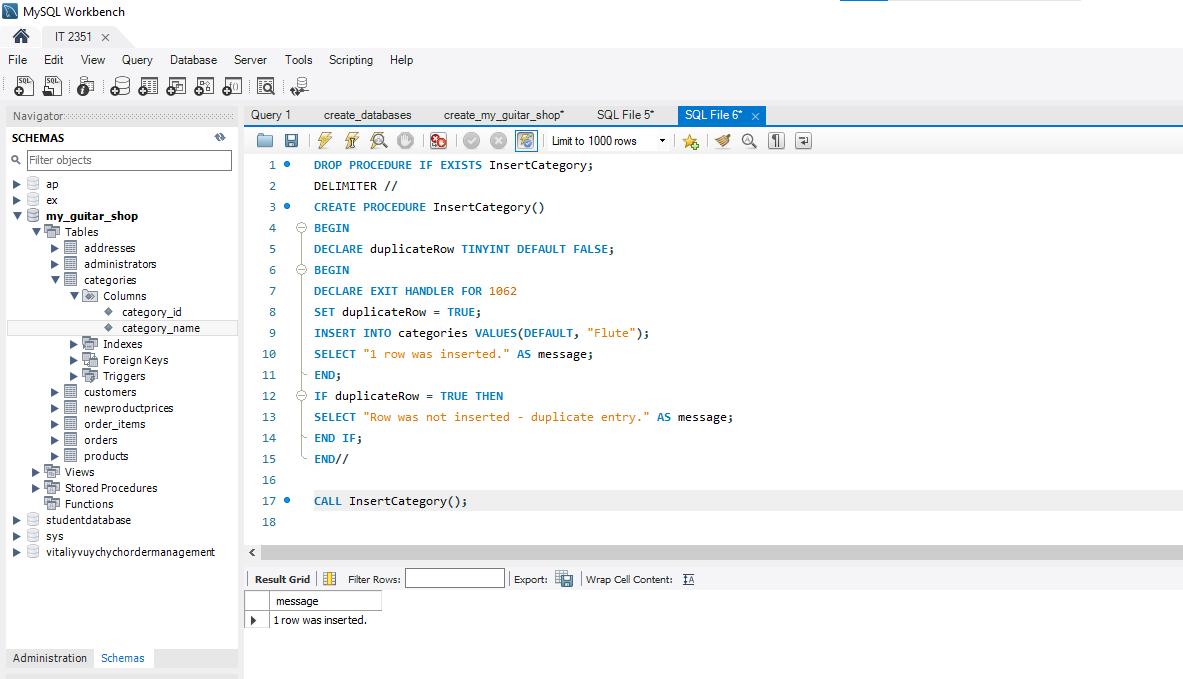 MySQL Workbench
IT 2351
File Edit View Query Database Server Tools Scripting Help
Navigator
SCHEMAS
Filter objects
ap
ex
my_guitar_shop
Tables
addresses
administrators
categories
Columns
category_id
category_name
Indexes
Foreign Keys
Triggers
customers
newproductprices
order_items
orders
products
Views
Stored Procedures
Functions
studentdatabase
sys
vitaliyvuychychordermanagement
Administration Schemas
Query 1 create_databases create_my_guitar_shop* SQL File 5* SQL File 6*
Limit to 1000 rows
1 DROP PROCEDURE IF EXISTS InsertCategory;
2 DELIMITER //
3 CREATE PROCEDURE InsertCategory()
4 BEGIN
5 DECLARE duplicateRow TINYINT DEFAULT FALSE;
6 BEGIN
7 DECLARE EXIT HANDLER FOR 1062
8 SET duplicateRow = TRUE;
9 INSERT INTO categories VALUES(DEFAULT, "Flute");
10 SELECT "1 row was inserted." AS message;
11 END;
12 IF duplicateRow = TRUE THEN
13 SELECT "Row was not inserted - duplicate entry." AS message;
14 END IF;
15 END//
16
17 CALL InsertCategory();
18
Result Grid Filter Rows: Export: Wrap Cell Content:
message
1 row was inserted.